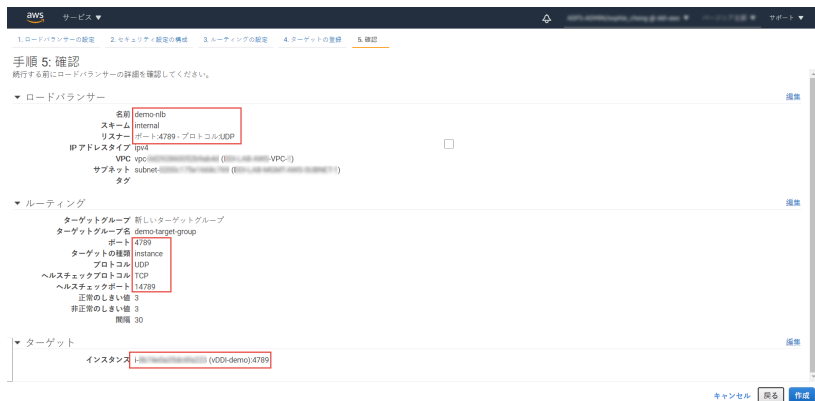 aws サービス ▼ サポート ▼
1. ロードバランサーの設定 2. セキュリティ設定の構成 3. ルーティングの設定 4. ターゲットの登録 5. 確認
手順 5: 確認
続行する前にロードバランサーの詳細を確認してください。
▼ ロードバランサー 編集
名前 demo-nlb
スキーム internal
リスナー ポート:4789 - プロトコル:UDP
IP アドレスタイプ ipv4
VPC vpc- -VPC-1)
サブネット subnet-
タグ
▼ ルーティング 編集
ターゲットグループ 新しいターゲットグループ
ターゲットグループ名 demo-target-group
ポート 4789
ターゲットの種類 instance
プロトコル UDP
ヘルスチェックプロトコル TCP
ヘルスチェックポート 14789
正常のしきい値 3
非正常のしきい値 3
間隔 30
▼ ターゲット 編集
インスタンス i- (vDDI-demo):4789
キャンセル 戻る 作成